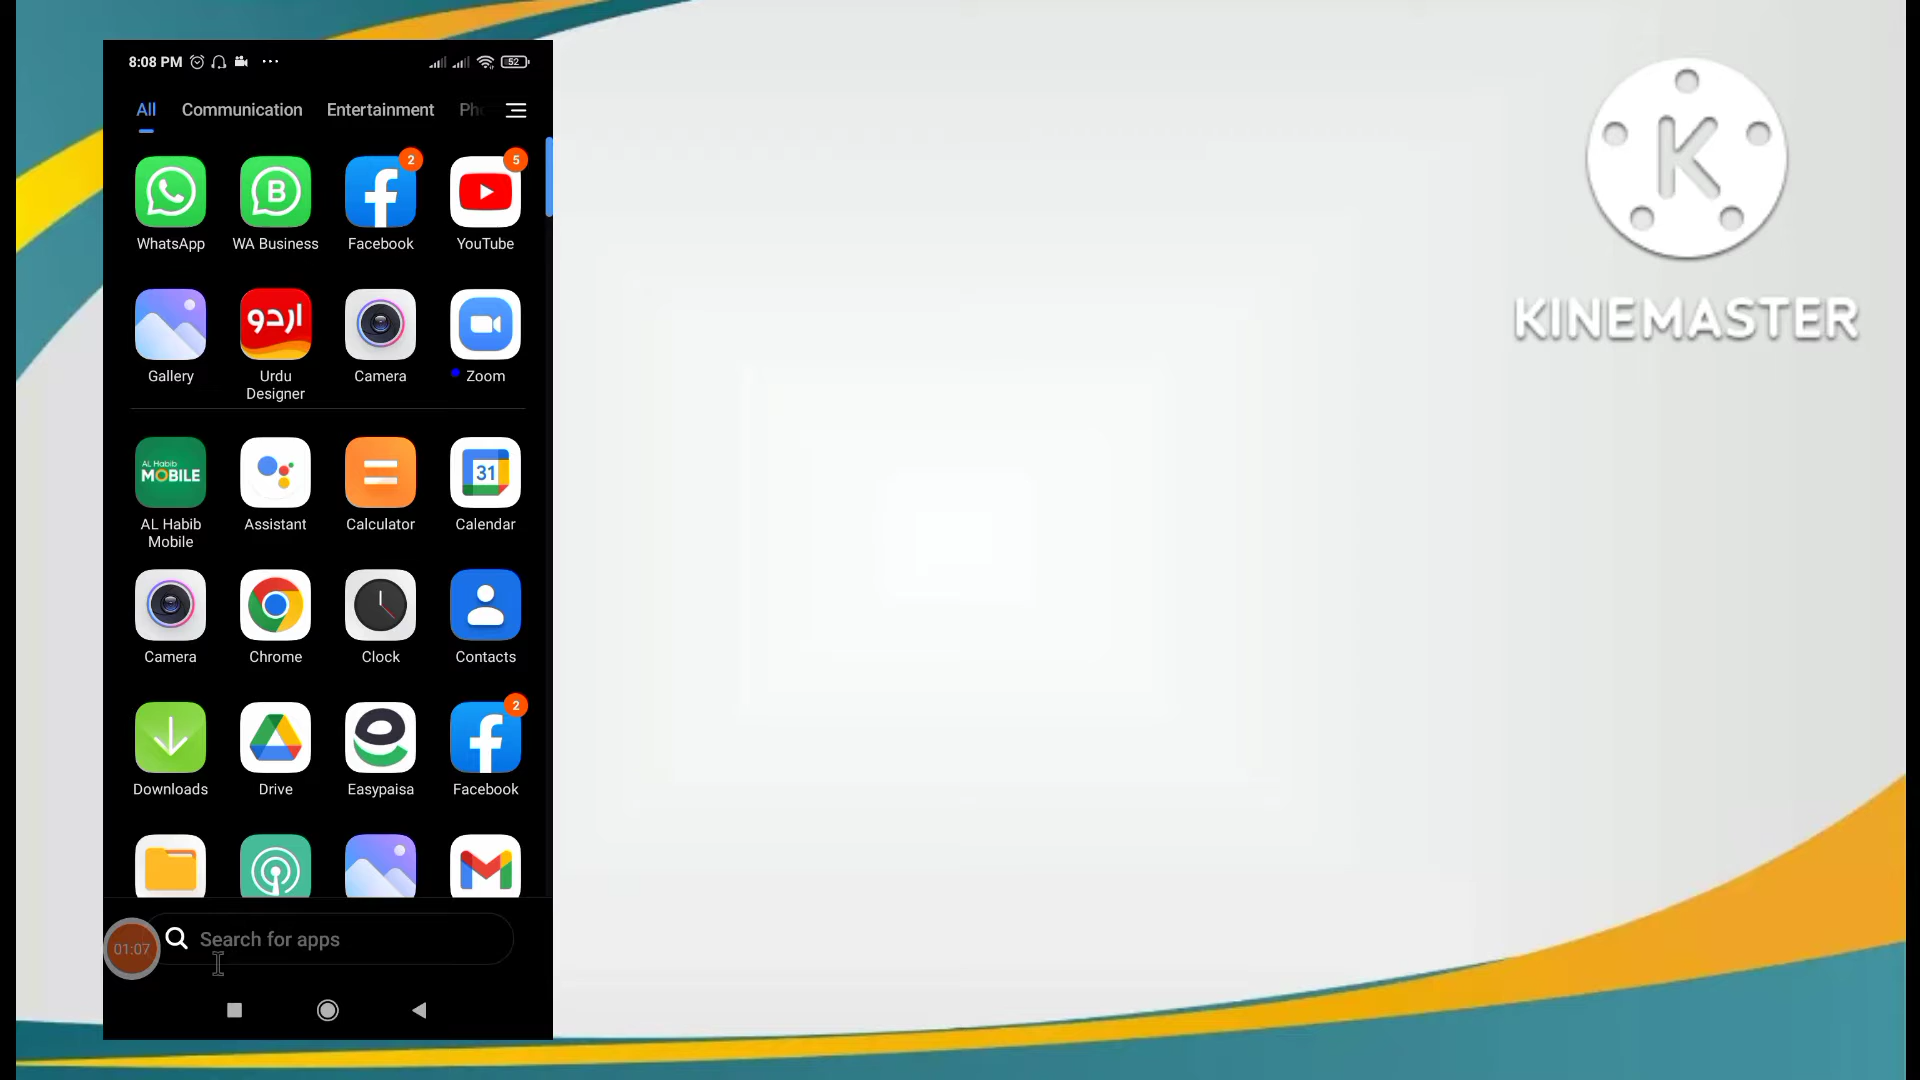 8:08 PM 52
All Communication Entertainment Ph
2 5
WhatsApp WA Business Facebook YouTube
اردو
Gallery Urdu Designer Camera Zoom
AL Habib
MOBILE
31
AL Habib Mobile Assistant Calculator Calendar
Camera Chrome Clock Contacts
2
Downloads Drive Easypaisa Facebook
Search for apps
01:07
K
KINEMASTER